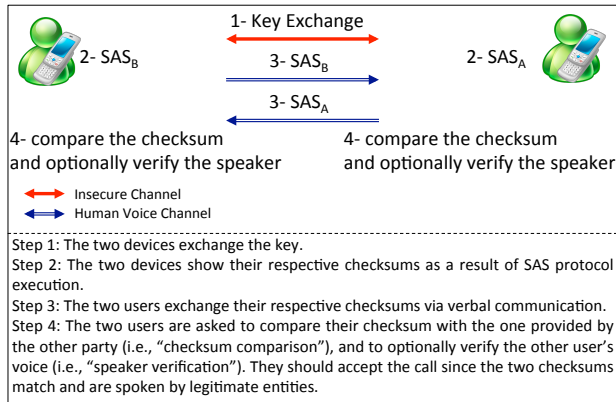 1- Key Exchange
2- SAS_B
3- SAS_B
2- SAS_A
3- SAS_A
4- compare the checksum
and optionally verify the speaker
4- compare the checksum
and optionally verify the speaker
Insecure Channel
Human Voice Channel
Step 1: The two devices exchange the key.
Step 2: The two devices show their respective checksums as a result of SAS protocol
execution.
Step 3: The two users exchange their respective checksums via verbal communication.
Step 4: The two users are asked to compare their checksum with the one provided by
the other party (i.e., “checksum comparison”), and to optionally verify the other user’s
voice (i.e., “speaker verification”). They should accept the call since the two checksums
match and are spoken by legitimate entities.